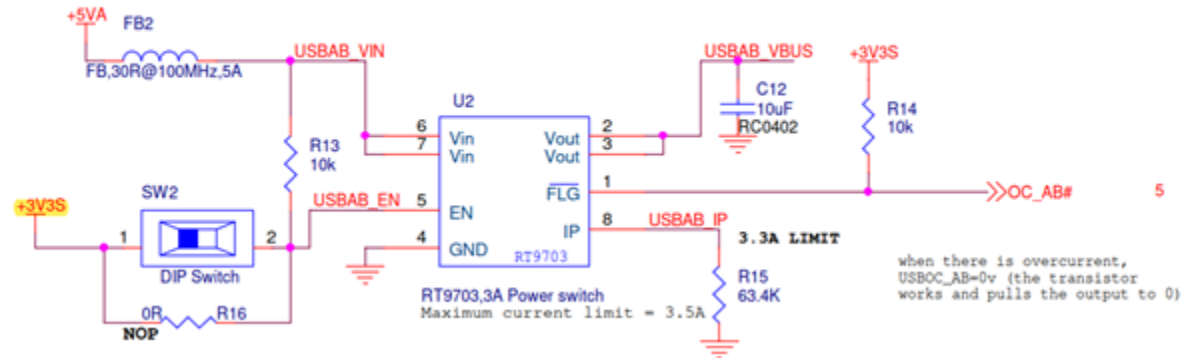 +5VA
FB2
FB,30R@100MHz,5A
USBAB_VIN
R13
10k
+3V3S
SW2
1
2
DIP Switch
0R
R16
NOP
USBAB_EN
U2
6
Vin
7
Vin
5
EN
4
GND
Vout
2
Vout
3
FLG
1
IP
8
RT9703
RT9703,3A Power switch
Maximum current limit = 3.5A
USBAB_VBUS
C12
10uF
RC0402
+3V3S
R14
10k
OC_AB#
5
USBAB_IP
3.3A LIMIT
R15
63.4K
when there is overcurrent,
USBOC_AB=0v (the transistor
works and pulls the output to 0)